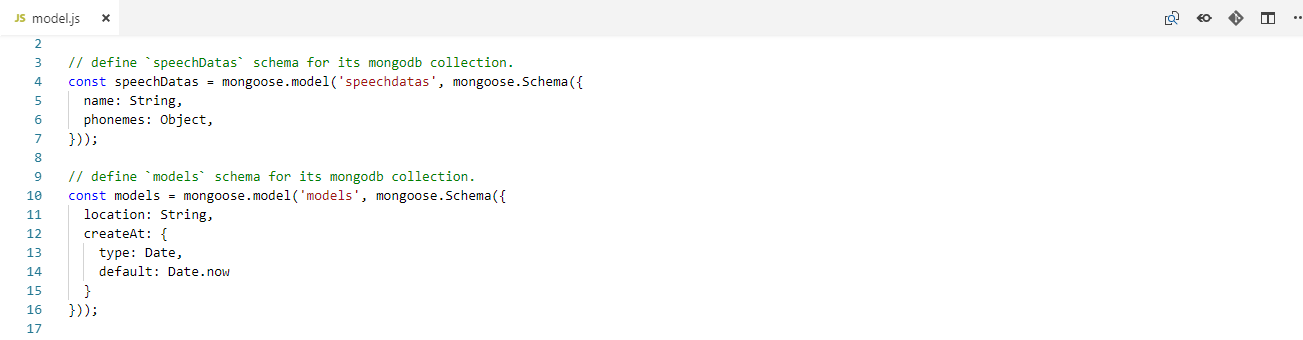 JS model.js ×
2
3 // define `speechDatas` schema for its mongodb collection.
4 const speechDatas = mongoose.model('speechdatas', mongoose.Schema({
5   name: String,
6   phonemes: Object,
7 }));
8
9 // define `models` schema for its mongodb collection.
10 const models = mongoose.model('models', mongoose.Schema({
11   location: String,
12   createAt: {
13     type: Date,
14     default: Date.now
15   }
16 }));
17